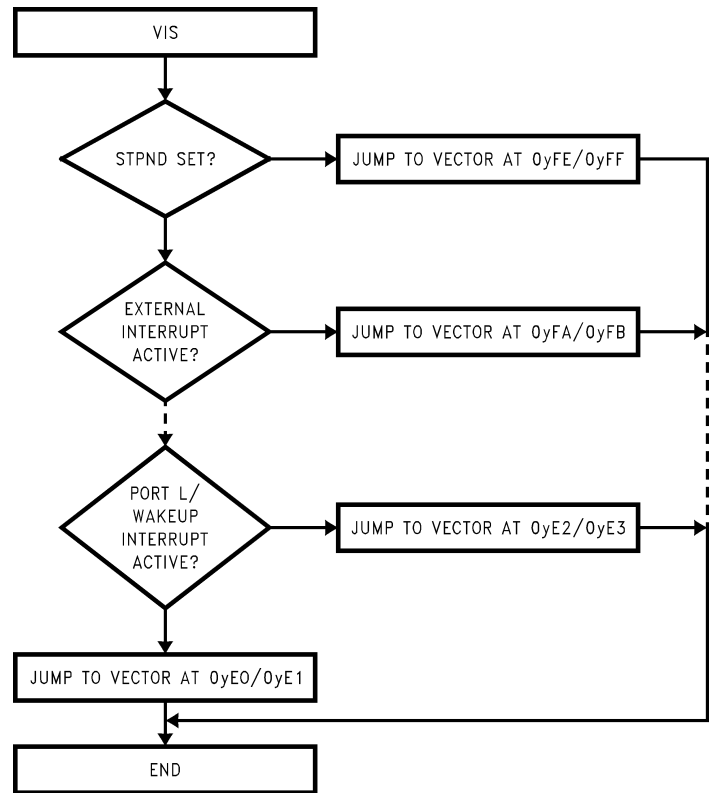 VIS
STPND SET?
JUMP TO VECTOR AT 0yFE/0yFF
EXTERNAL
INTERRUPT
ACTIVE?
JUMP TO VECTOR AT 0yFA/0yFB
PORT L/
WAKEUP
INTERRUPT
ACTIVE?
JUMP TO VECTOR AT 0yE2/0yE3
JUMP TO VECTOR AT 0yE0/0yE1
END